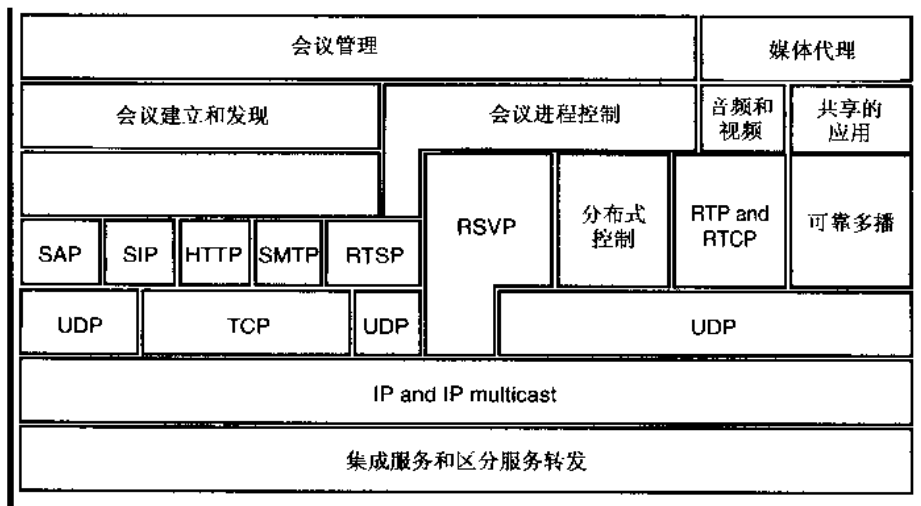 会议管理
媒体代理
会议建立和发现
会议进程控制
音频和
视频
共享的
应用
RSVP
分布式
控制
RTP and
RTCP
可靠多播
SAP
SIP
HTTP
SMTP
RTSP
UDP
TCP
UDP
UDP
IP and IP multicast
集成服务和区分服务转发